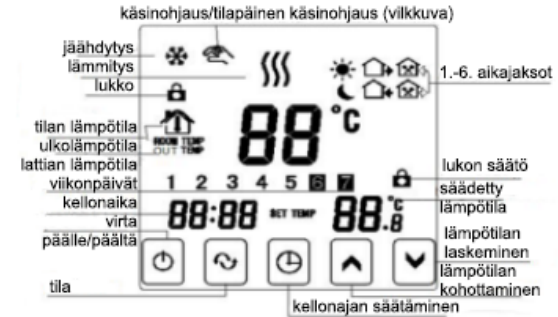 käsinohjaus/tilapäinen käsinohjaus (vilkkuva)
jäähdytys
lämmitys
lukko
1.-6. aikajaksot
88 °C
tilan lämpötila
ROOM TEMP
ulkolämpötila
OUT TEMP
lattian lämpötila
viikonpäivät
1 2 3 4 5 6 7
lukon säätö
kellonaika
88:88 SET TEMP 88.8 °C
säädetty
lämpötila
virta
päälle/päältä
lämpötilan
laskeminen
lämpötilan
kohottaminen
tila
kellonajan säätäminen